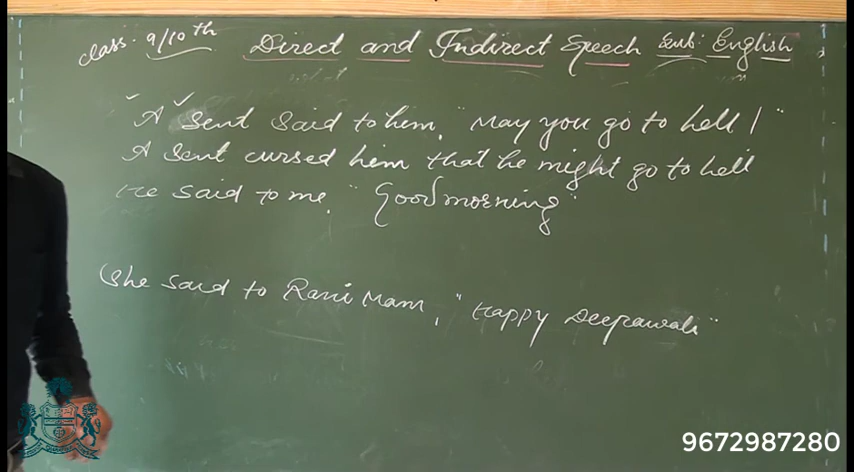 class: 9/10th Direct and Indirect Speech Sub: English
A sent said to him, "May you go to hell!"
A sent cursed him that he might go to hell
He said to me, "Good morning"
She said to Rani Mam, "Happy Deepawali"
9672987280